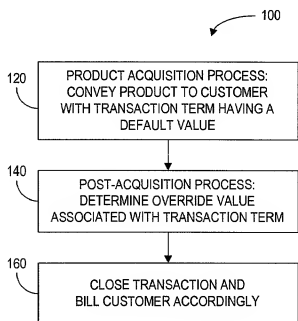 100
120
PRODUCT ACQUISITION PROCESS:
CONVEY PRODUCT TO CUSTOMER
WITH TRANSACTION TERM HAVING A
DEFAULT VALUE
140
POST-ACQUISITION PROCESS:
DETERMINE OVERRIDE VALUE
ASSOCIATED WITH TRANSACTION TERM
160
CLOSE TRANSACTION AND
BILL CUSTOMER ACCORDINGLY